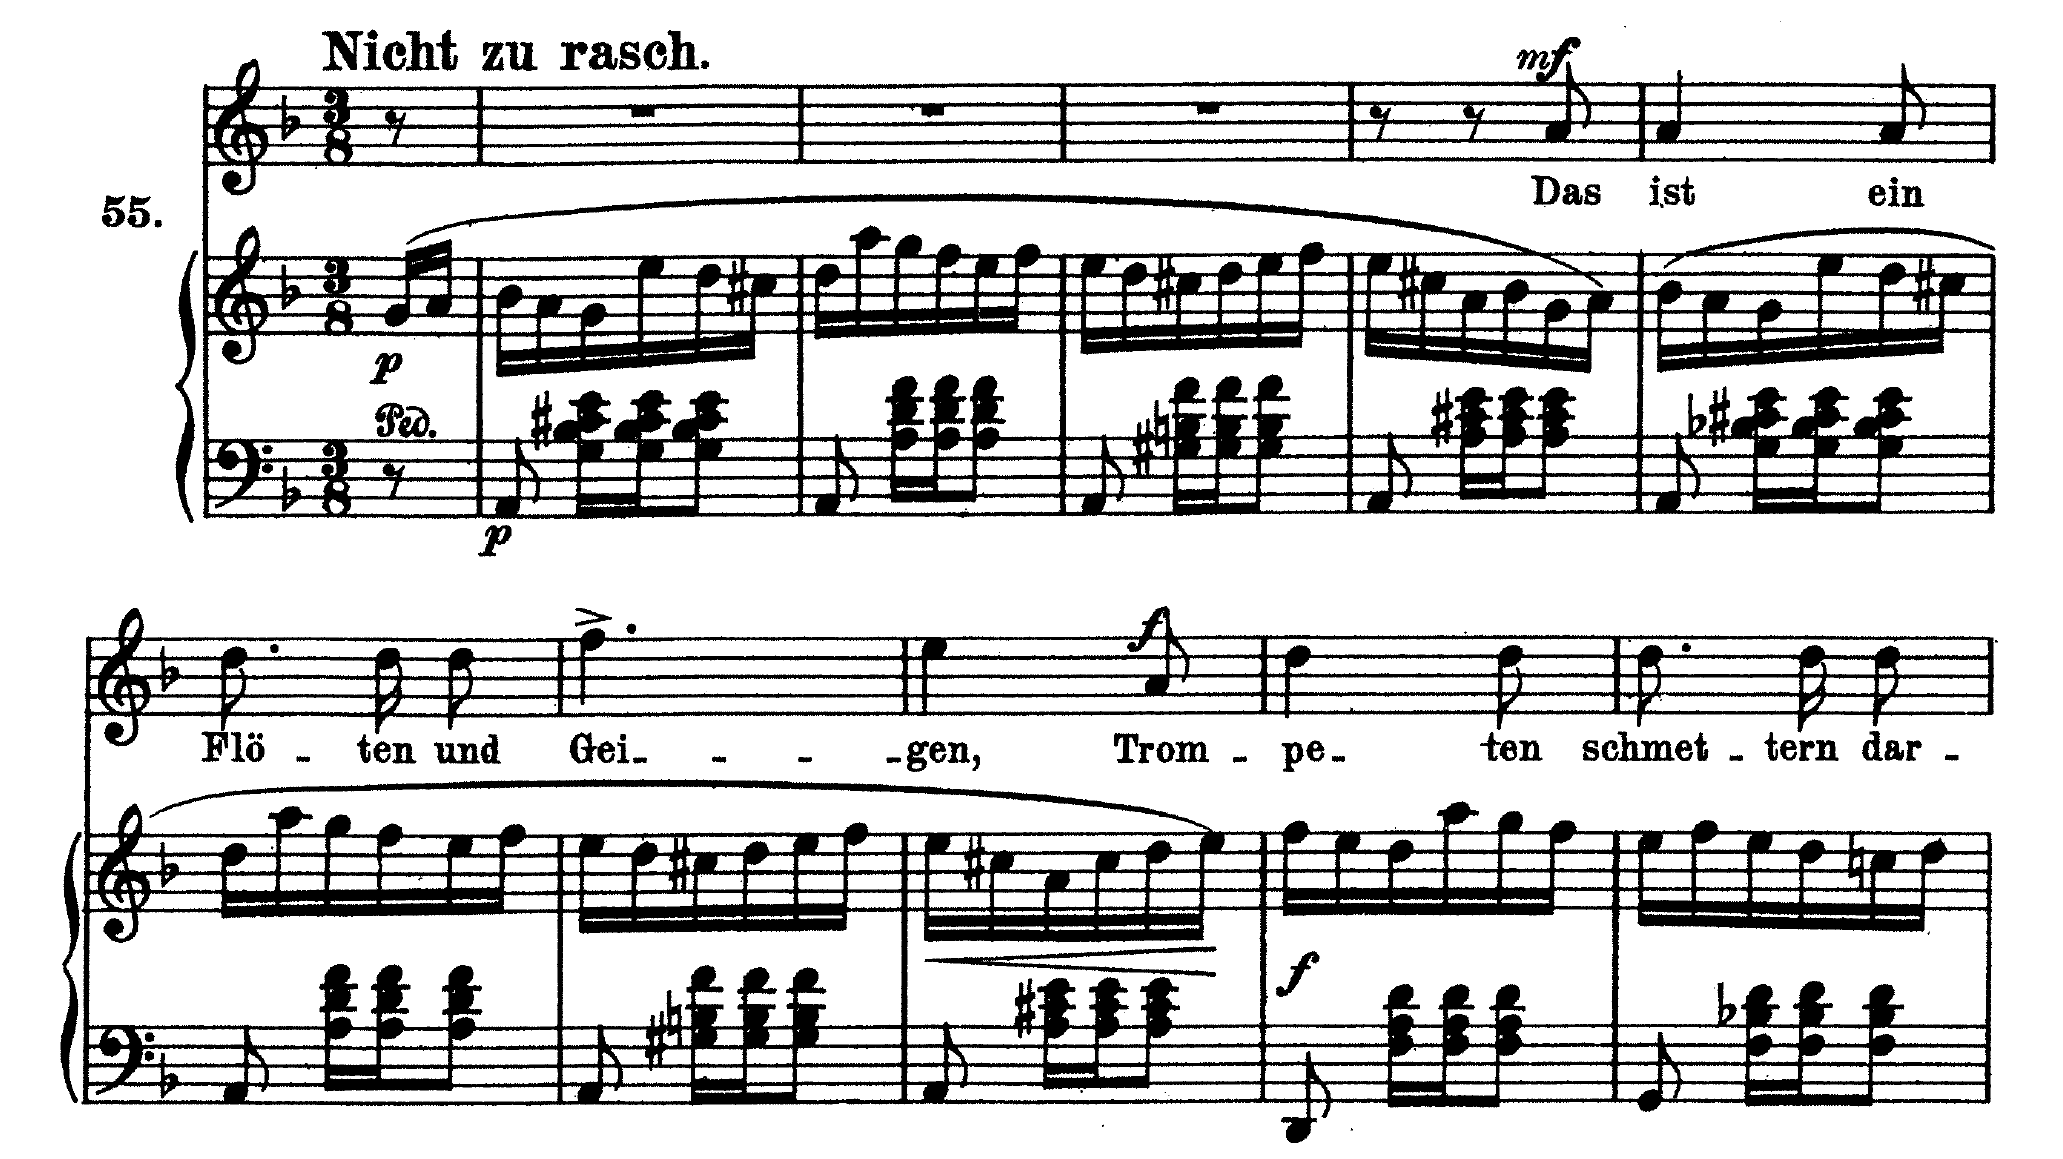 Nicht zu rasch.
mf
Das ist ein
55.
p
Ped.
p
f
Flö - ten und Gei - - - gen, Trom - pe - ten schmet - tern dar -
f